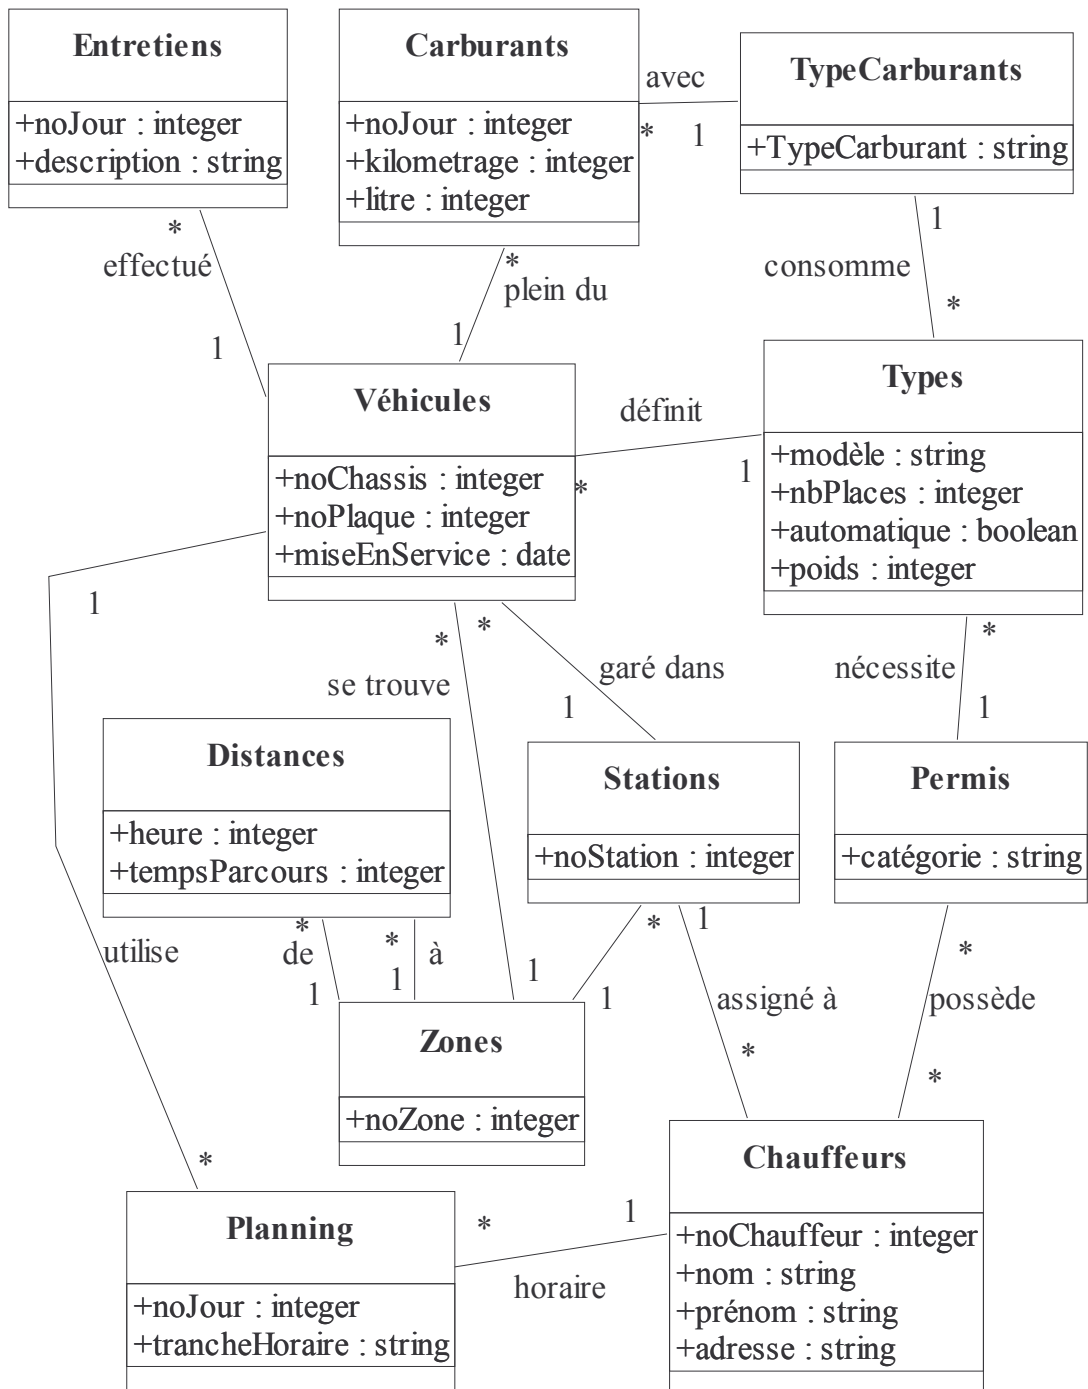 Entretiens
+noJour : integer
+description : string
Carburants
+noJour : integer
+kilometrage : integer
+litre : integer
avec
*
1
TypeCarburants
+TypeCarburant : string
*
effectué
1
*
plein du
1
1
consomme
*
Véhicules
+noChassis : integer
+noPlaque : integer
+miseEnService : date
définit
*
1
Types
+modèle : string
+nbPlaces : integer
+automatique : boolean
+poids : integer
1
*
se trouve
*
garé dans
1
*
nécessite
1
Distances
+heure : integer
+tempsParcours : integer
Stations
+noStation : integer
Permis
+catégorie : string
utilise
*
de
1
*
à
1
1
*
1
1
assigné à
*
*
possède
*
Zones
+noZone : integer
*
Planning
+noJour : integer
+trancheHoraire : string
*
1
horaire
Chauffeurs
+noChauffeur : integer
+nom : string
+prénom : string
+adresse : string